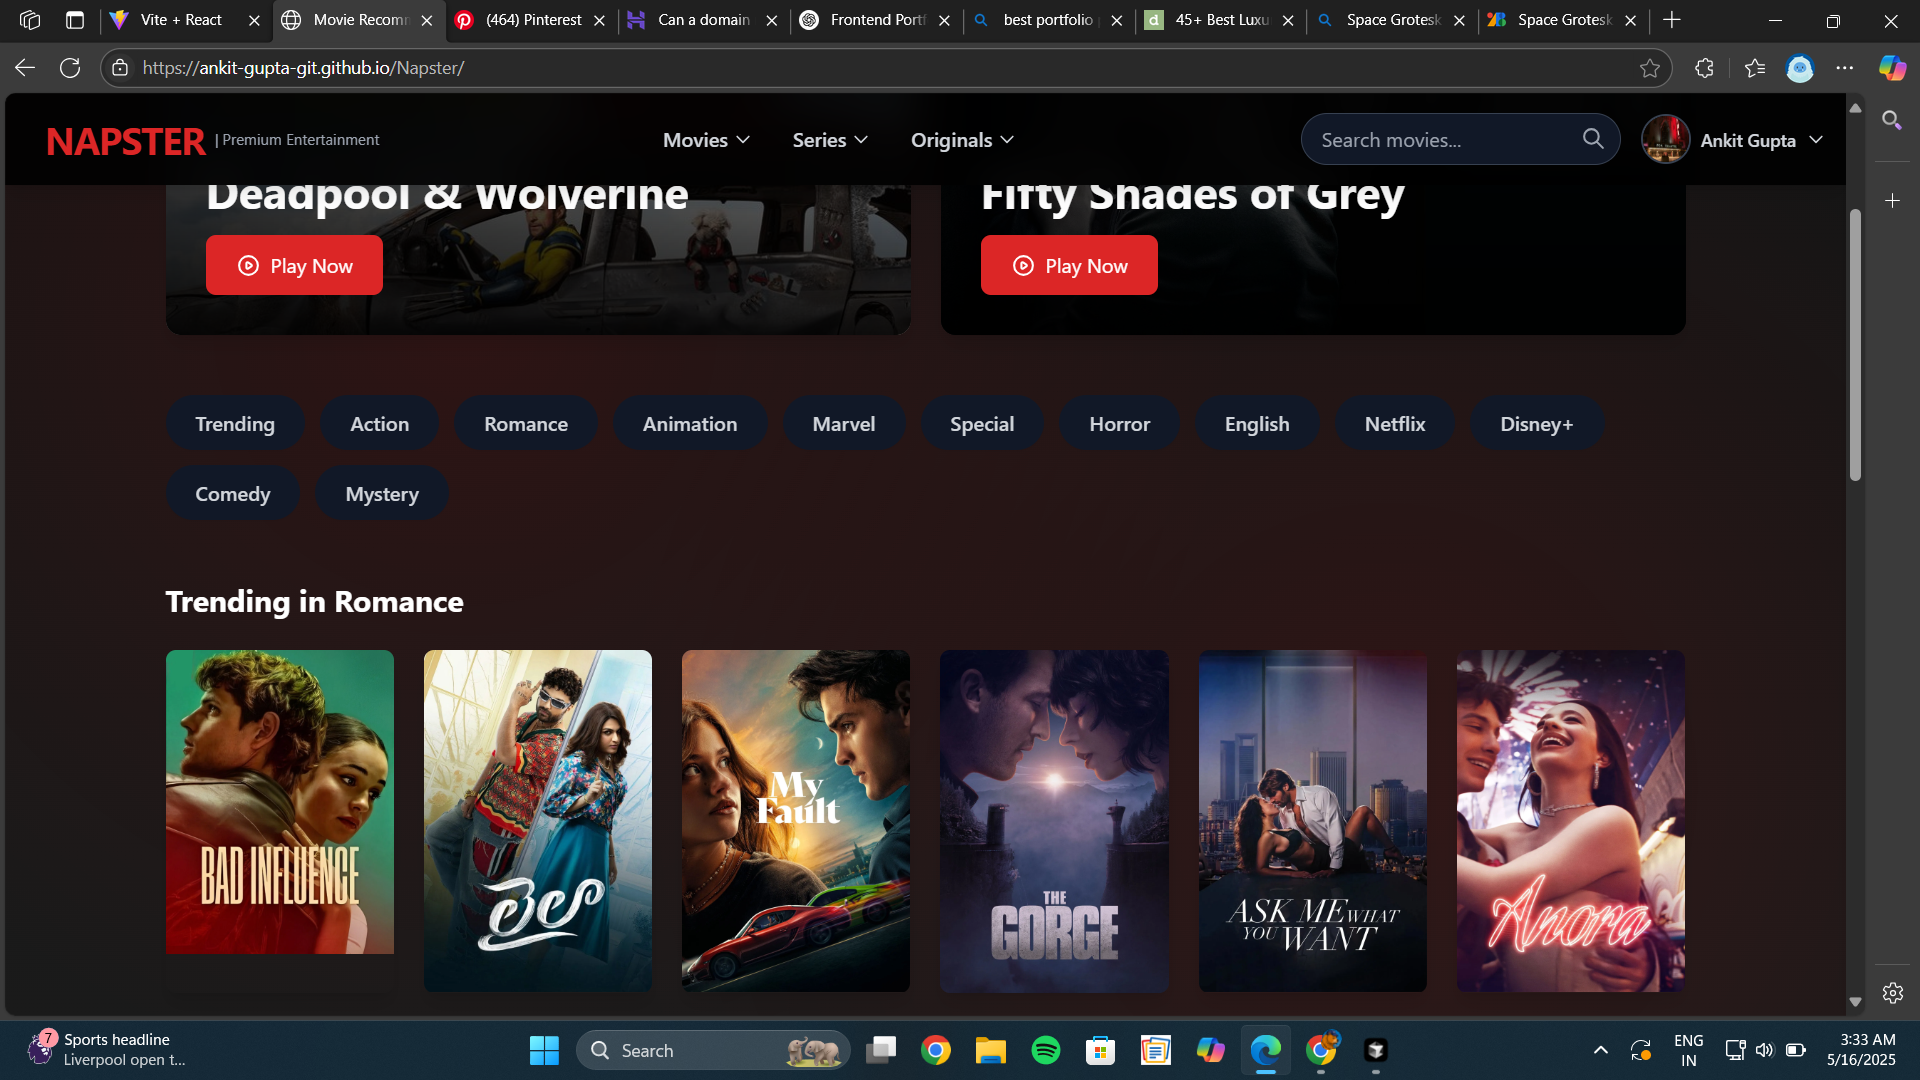 Vite + React
Movie Recomm
(464) Pinterest
Can a domain
Frontend Portf
best portfolio
45+ Best Luxu
Space Grotesk
Space Grotesk
https://ankit-gupta-git.github.io/Napster/
NAPSTER | Premium Entertainment
Movies
Series
Originals
Search movies...
Ankit Gupta
Deadpool & Wolverine
Fifty Shades of Grey
Play Now
Play Now
Trending
Action
Romance
Animation
Marvel
Special
Horror
English
Netflix
Disney+
Comedy
Mystery
Trending in Romance
BAD INFLUENCE
లైలా
My
Fault
THE
GORGE
ASK ME WHAT
YOU WANT
Anora
7
Sports headline
Liverpool open t...
Search
ENG
IN
3:33 AM
5/16/2025